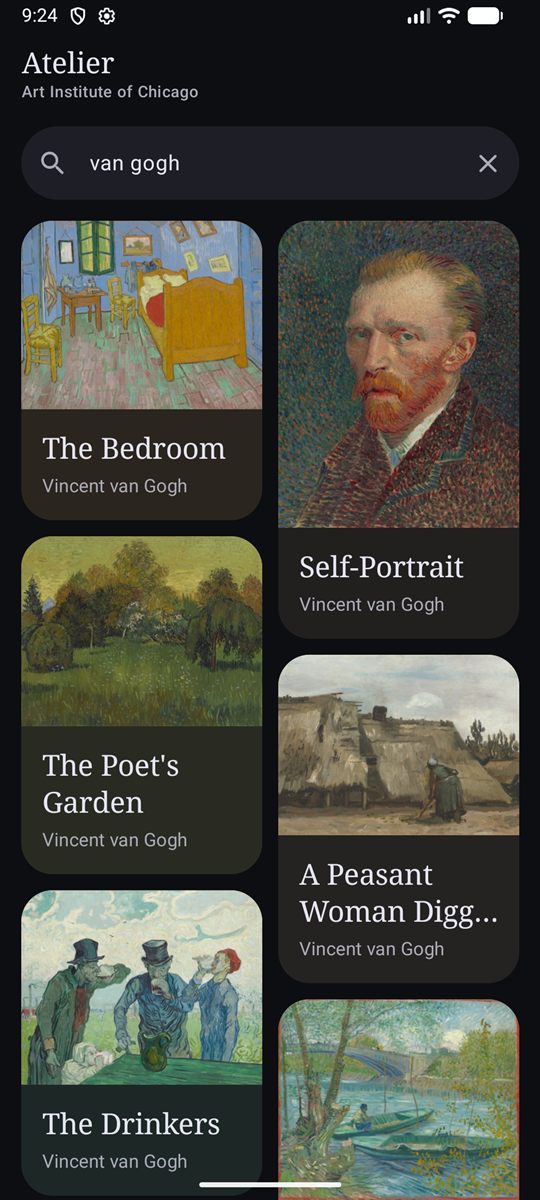 9:24
Atelier
Art Institute of Chicago
van gogh
The Bedroom
Vincent van Gogh
Self-Portrait
Vincent van Gogh
The Poet's
Garden
Vincent van Gogh
A Peasant
Woman Digg...
Vincent van Gogh
The Drinkers
Vincent van Gogh